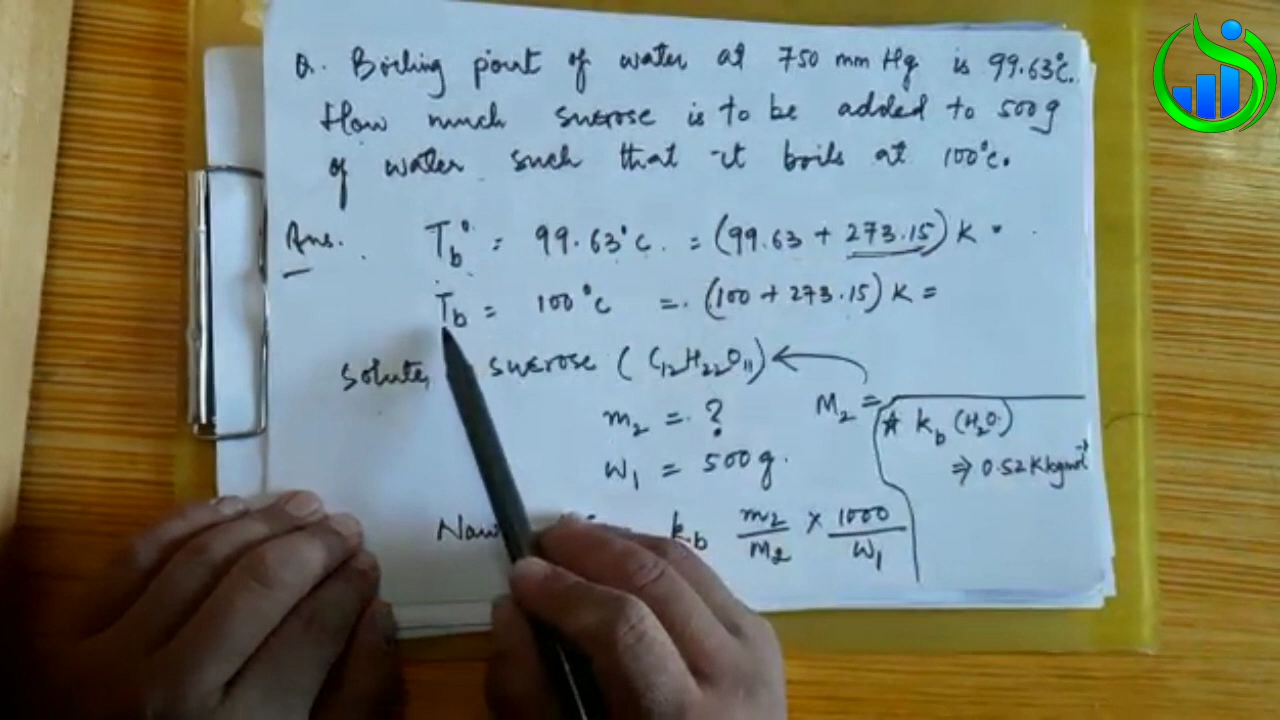 Q. Boiling point of water at 750 mm Hg is 99.63°C.
How much sucrose is to be added to 500g
of water such that it boils at 100°C.
Ans. T_b° = 99.63°C = (99.63 + 273.15) K
T_b = 100°C = (100 + 273.15) K =
Solute, sucrose (C12H22O11)
M2 =
m2 = ?
* kb (H2O)
w1 = 500g.
⇒ 0.52 K kg mol⁻¹
Now kb m2/M2 × 1000/W1